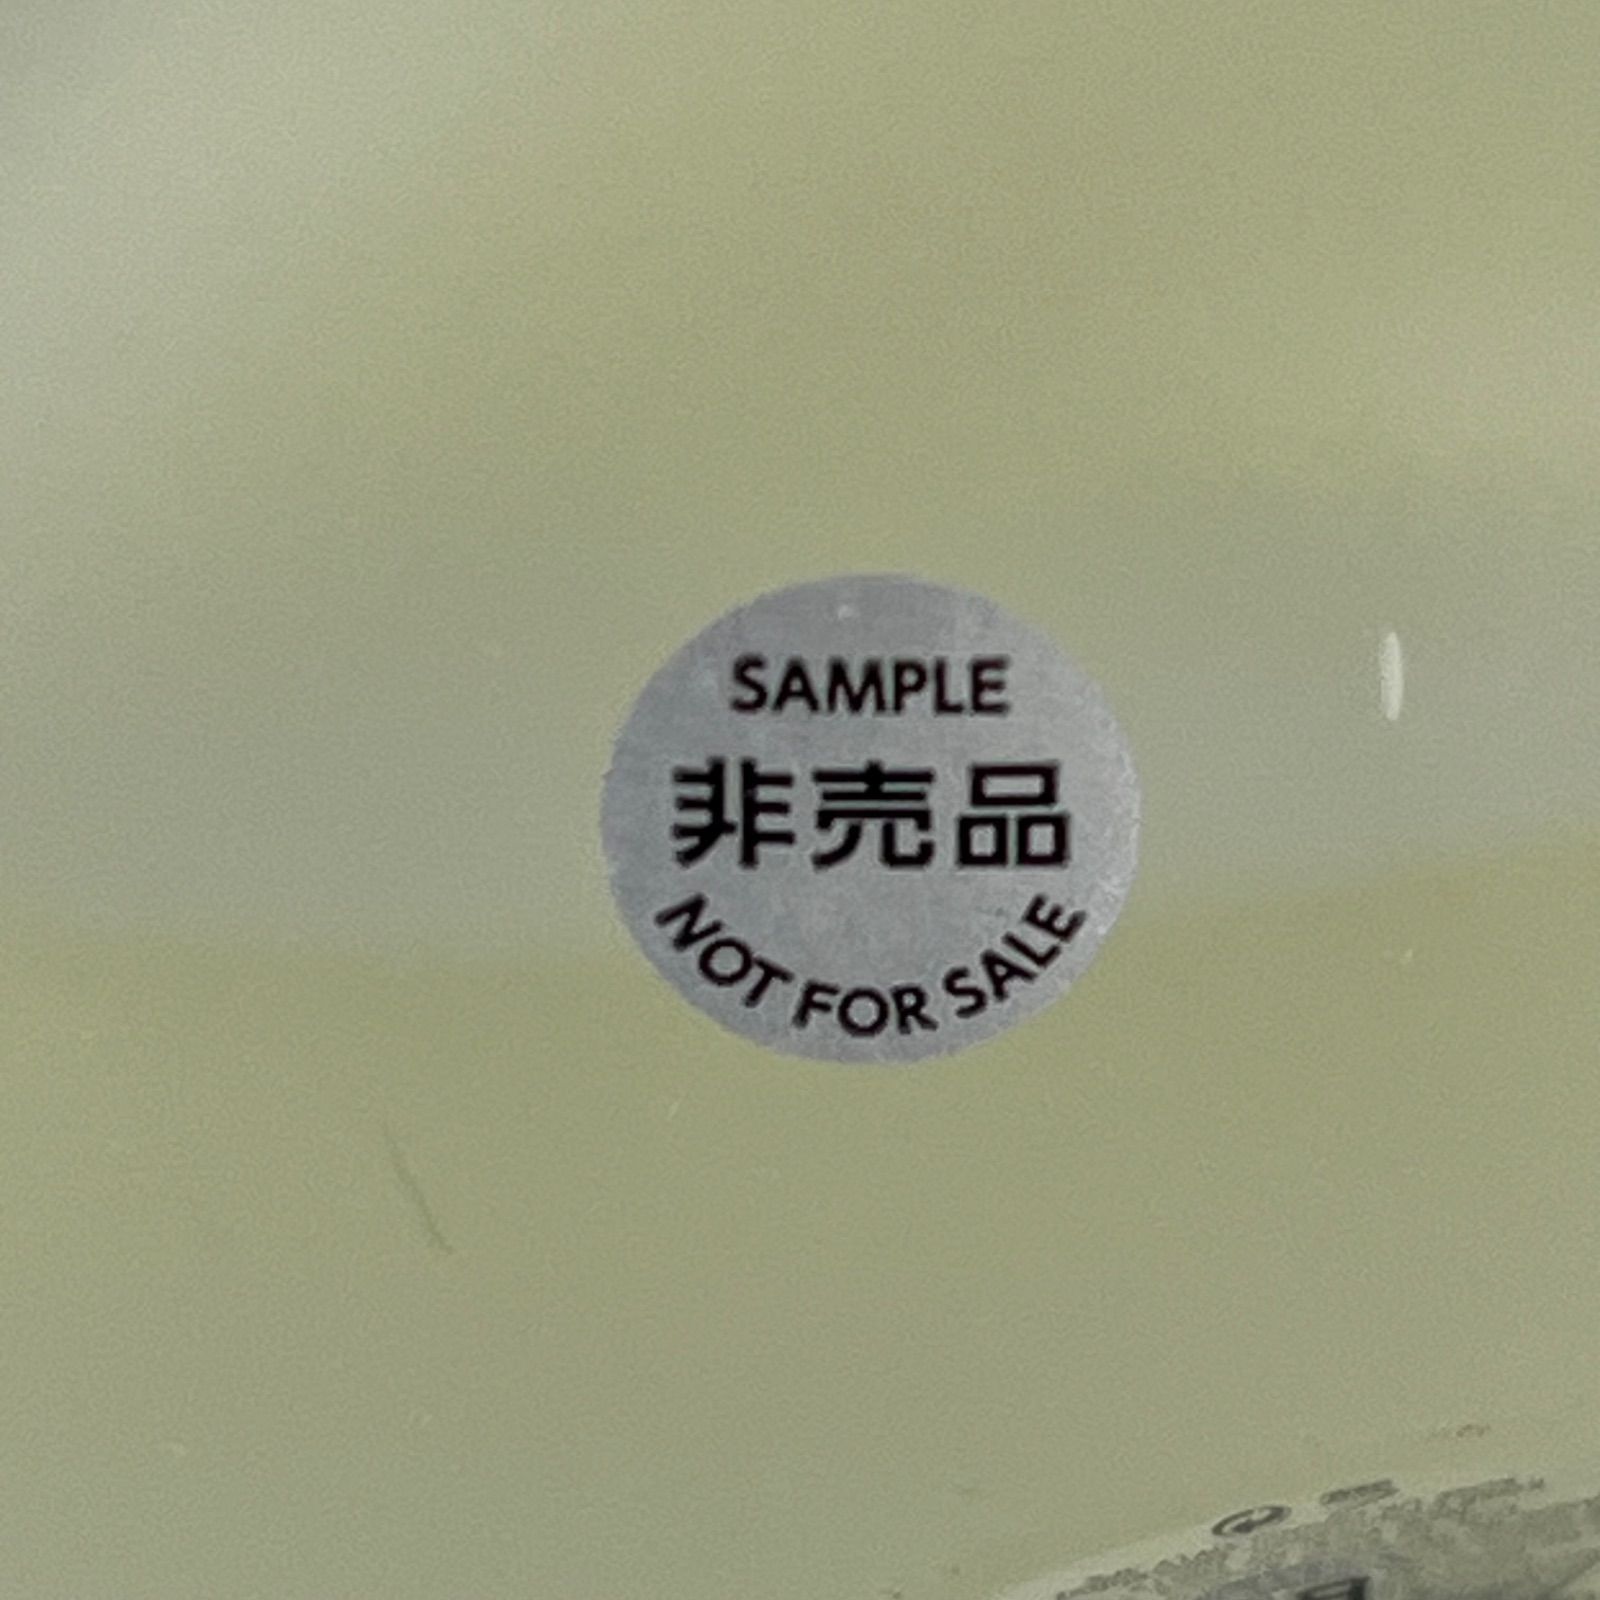 SAMPLE
非売品
NOT FOR SALE